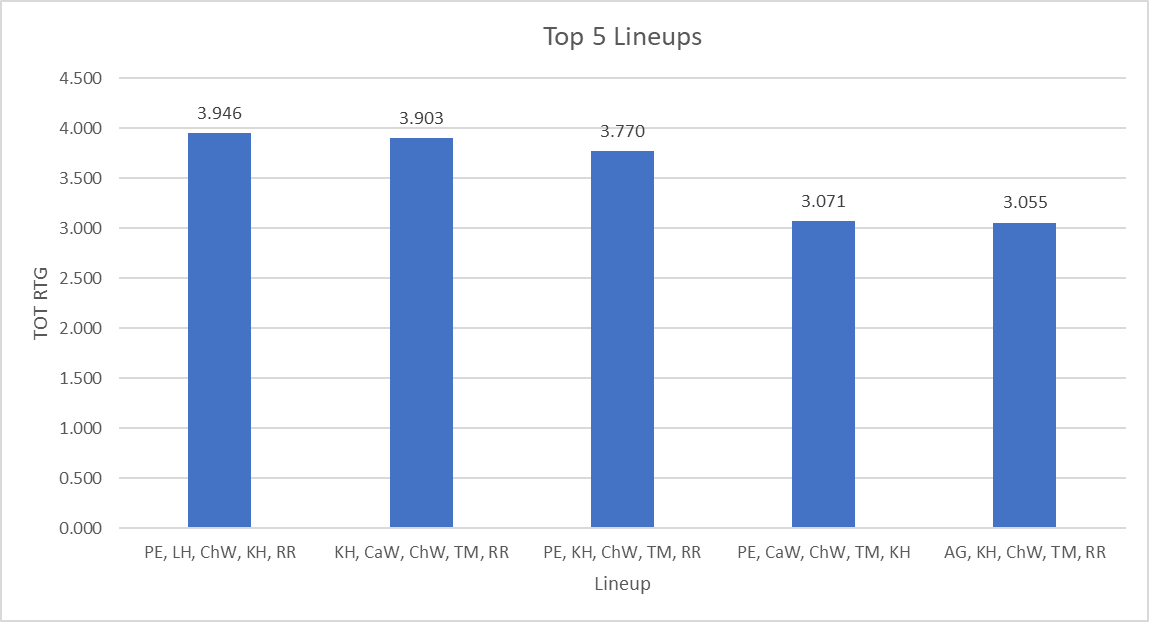 Top 5 Lineups
4.500
4.000
3.500
3.000
2.500
2.000
1.500
1.000
0.500
0.000
TOT RTG
3.946
3.903
3.770
3.071
3.055
PE, LH, ChW, KH, RR
KH, CaW, ChW, TM, RR
PE, KH, ChW, TM, RR
PE, CaW, ChW, TM, KH
AG, KH, ChW, TM, RR
Lineup